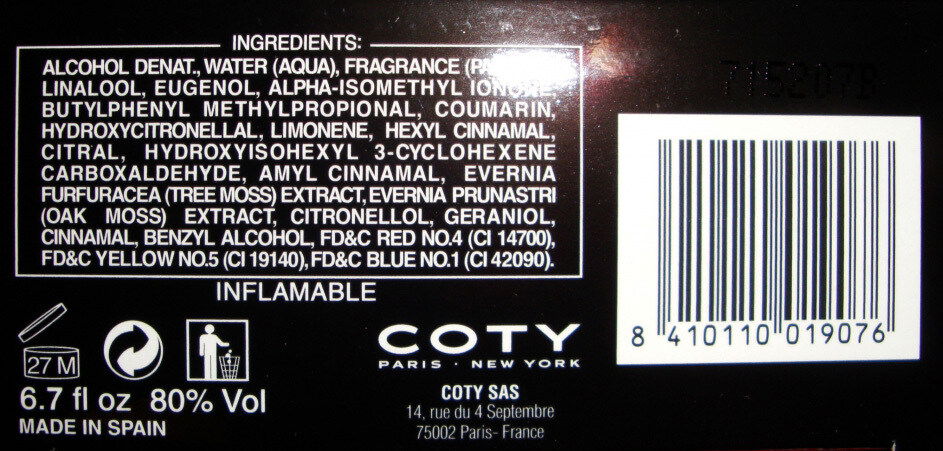 INGREDIENTS:
ALCOHOL DENAT., WATER (AQUA), FRAGRANCE
LINALOOL, EUGENOL, ALPHA-ISOMETHYL IONONE,
BUTYLPHENYL METHYLPROPIONAL, COUMARIN,
HYDROXYCITRONELLAL, LIMONENE, HEXYL CINNAMAL,
CITRAL, HYDROXYISOHEXYL 3-CYCLOHEXENE
CARBOXALDEHYDE, AMYL CINNAMAL, EVERNIA
FURFURACEA (TREE MOSS) EXTRACT, EVERNIA PRUNASTRI
(OAK MOSS) EXTRACT, CITRONELLOL, GERANIOL,
CINNAMAL, BENZYL ALCOHOL, FD&C RED NO.4 (CI 14700),
FD&C YELLOW NO.5 (CI 19140), FD&C BLUE NO.1 (CI 42090).
INFLAMABLE
27 M
6.7 fl oz 80% Vol
MADE IN SPAIN
COTY
PARIS · NEW YORK
COTY SAS
14, rue du 4 Septembre
75002 Paris- France
8 410110 019076